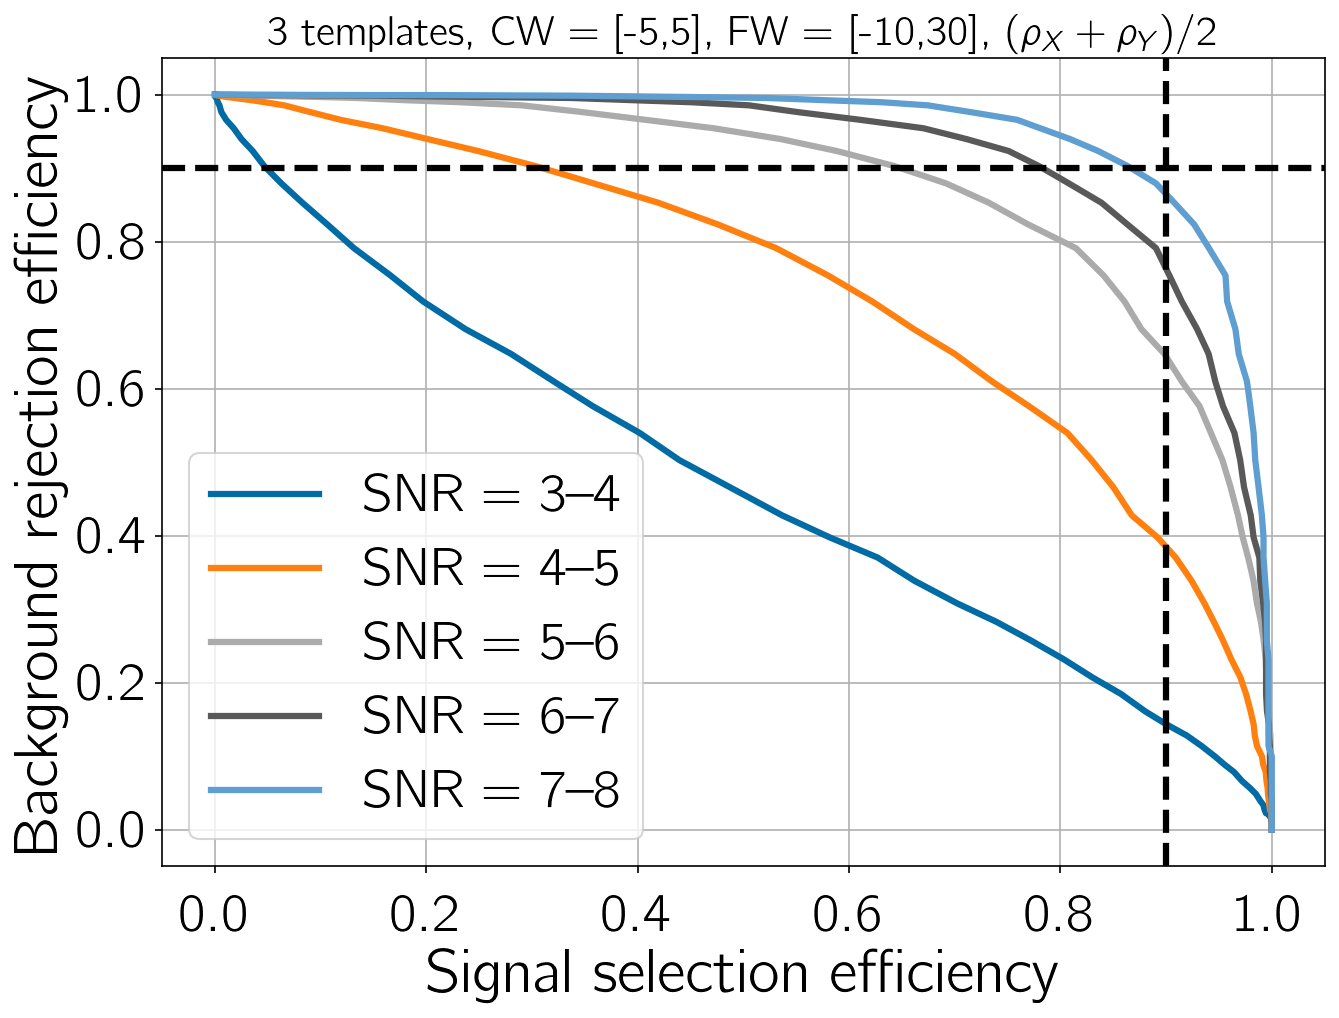 3 templates, CW = [-5,5], FW = [-10,30], (ρ_X + ρ_Y)/2
Background rejection efficiency
1.0
0.8
0.6
0.4
0.2
0.0
SNR = 3–4
SNR = 4–5
SNR = 5–6
SNR = 6–7
SNR = 7–8
0.0 0.2 0.4 0.6 0.8 1.0
Signal selection efficiency